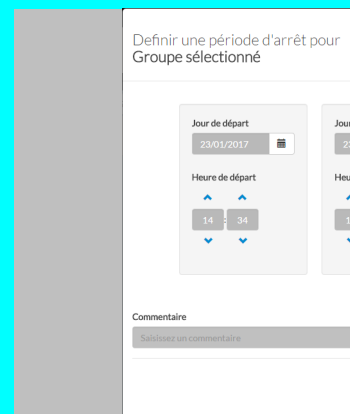 Definir une période d'arrêt pour
Groupe sélectionné
Jour de départ
23/01/2017
Heure de départ
14 : 34
Commentaire
Saisissez un commentaire